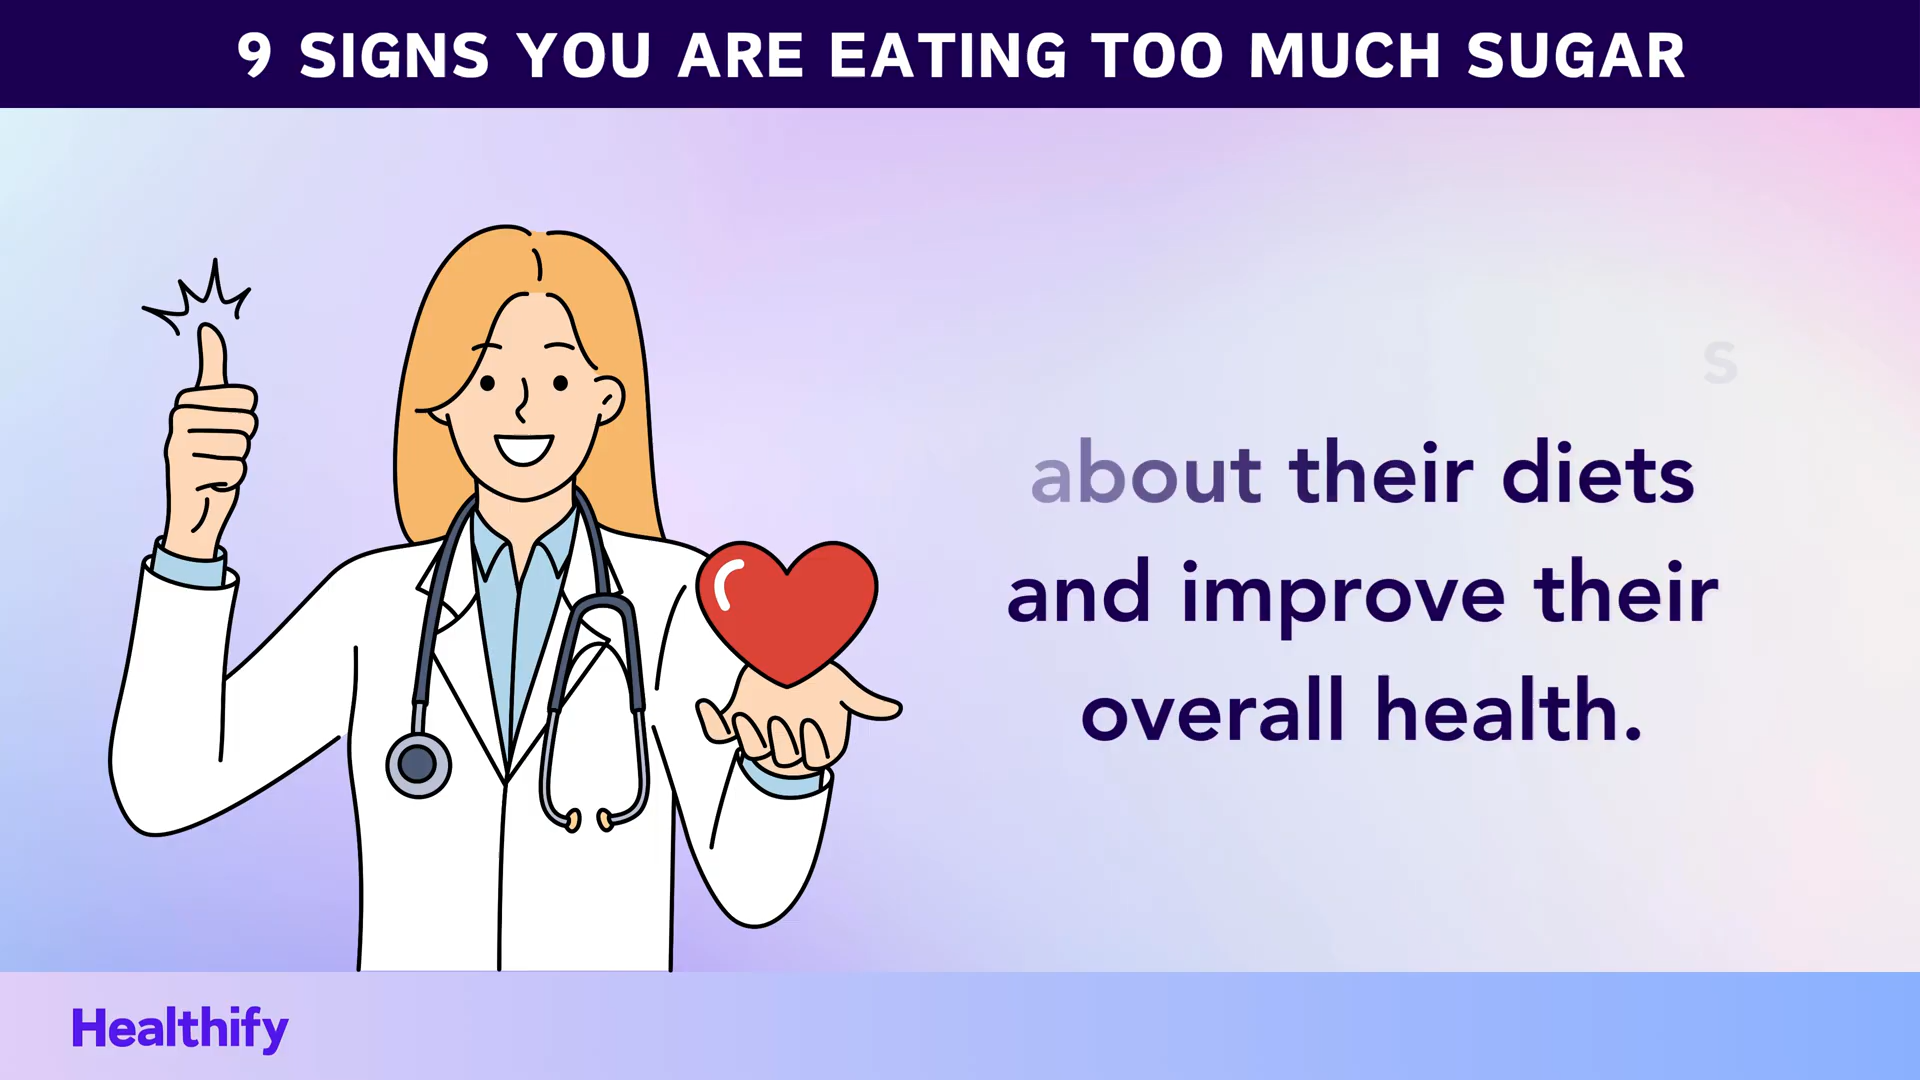 9 SIGNS YOU ARE EATING TOO MUCH SUGAR
s
about their diets
and improve their
overall health.
Healthify